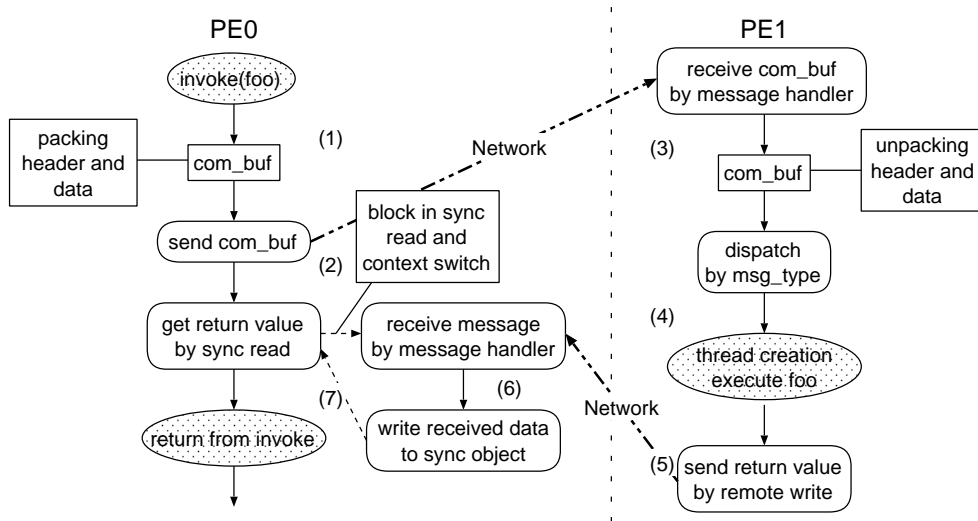 PE0
PE1
invoke(foo)
receive com_buf
by message handler
packing
header and
data
(1)
Network
(3)
unpacking
header and
data
com_buf
com_buf
block in sync
read and
context switch
send com_buf
(2)
dispatch
by msg_type
get return value
by sync read
receive message
by message handler
(4)
thread creation
execute foo
(6)
(7)
Network
return from invoke
write received data
to sync object
(5)
send return value
by remote write